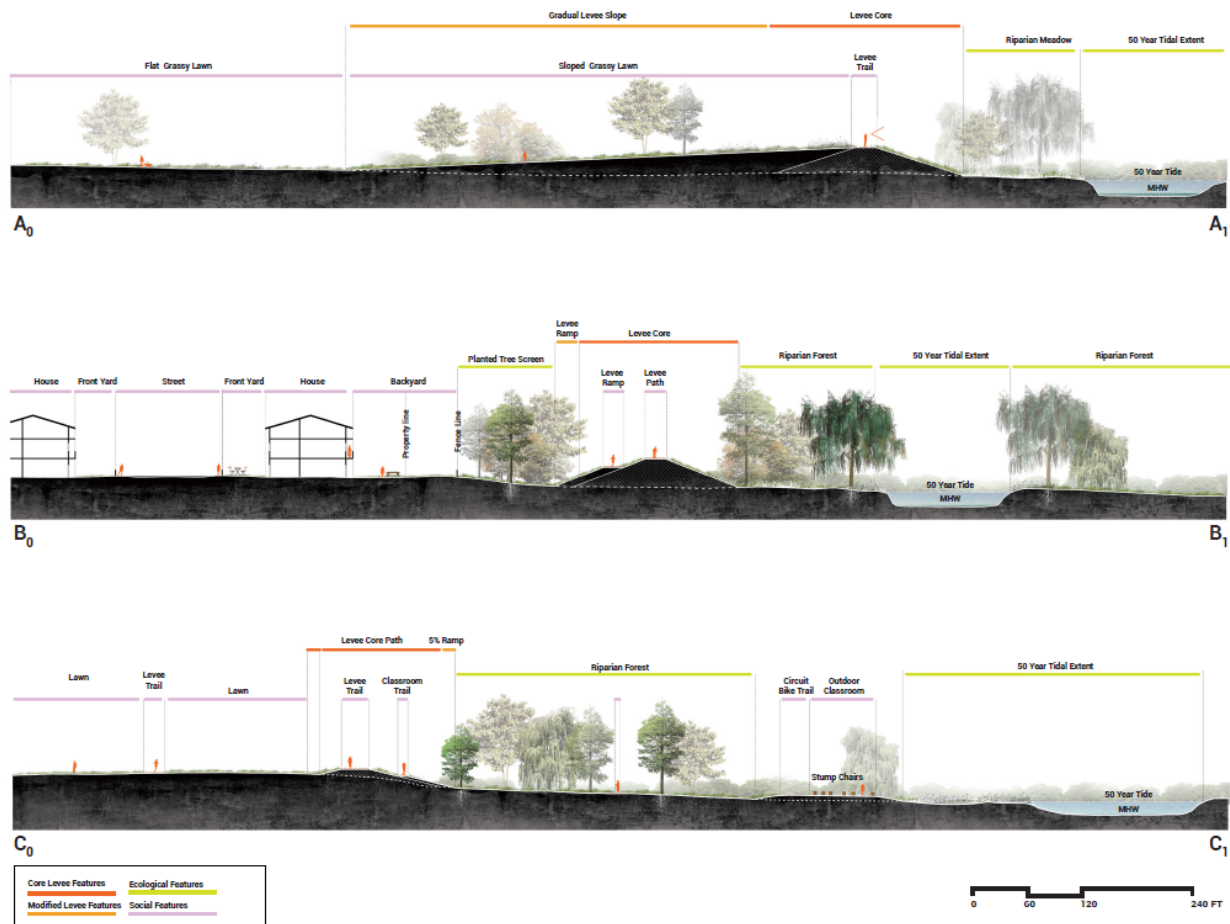 Gradual Levee Slope
Levee Core
Riparian Meadow
50 Year Tidal Extent
Flat Grassy Lawn
Sloped Grassy Lawn
Levee
Trail
50 Year Tide
MHW
A0
A1
Levee
Ramp
Levee Core
Planted Tree Screen
Riparian Forest
50 Year Tidal Extent
Riparian Forest
House
Front Yard
Street
Front Yard
House
Backyard
Levee
Ramp
Levee
Path
Property line
Fence Line
50 Year Tide
MHW
B0
B1
Levee Core Path
5% Ramp
Riparian Forest
50 Year Tidal Extent
Lawn
Levee
Trail
Lawn
Levee
Trail
Classroom
Trail
Circuit
Bike Trail
Outdoor
Classroom
Stump Chairs
50 Year Tide
MHW
C0
C1
Core Levee Features
Ecological Features
Modified Levee Features
Social Features
0
60
120
240 FT